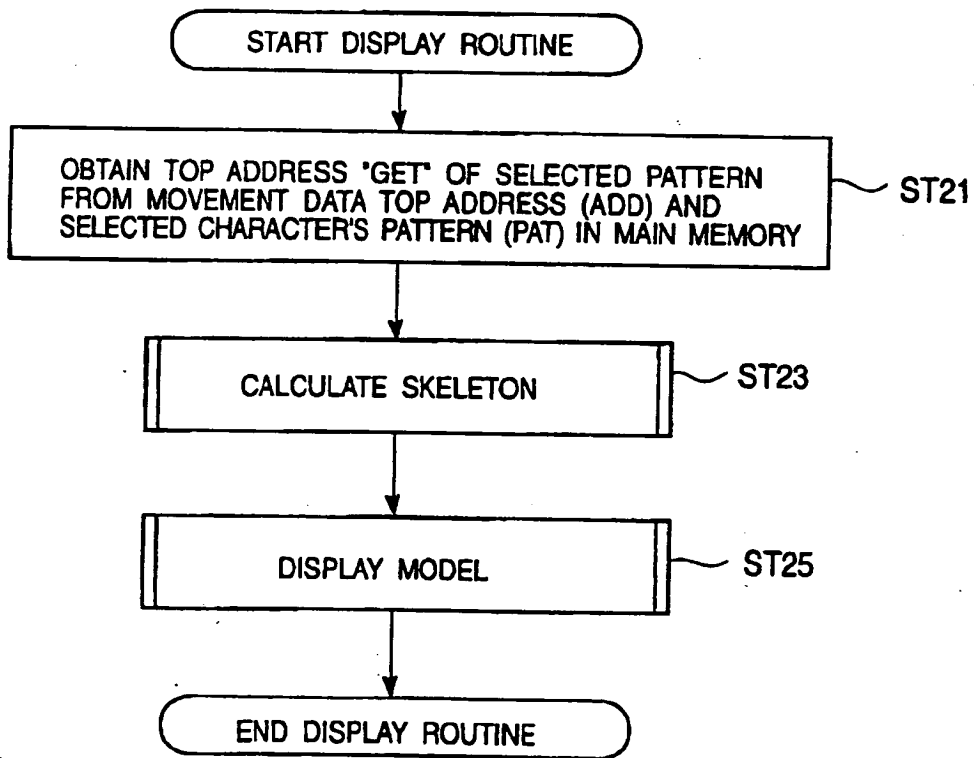 START DISPLAY ROUTINE
OBTAIN TOP ADDRESS "GET" OF SELECTED PATTERN
FROM MOVEMENT DATA TOP ADDRESS (ADD) AND
SELECTED CHARACTER'S PATTERN (PAT) IN MAIN MEMORY
ST21
CALCULATE SKELETON
ST23
DISPLAY MODEL
ST25
END DISPLAY ROUTINE